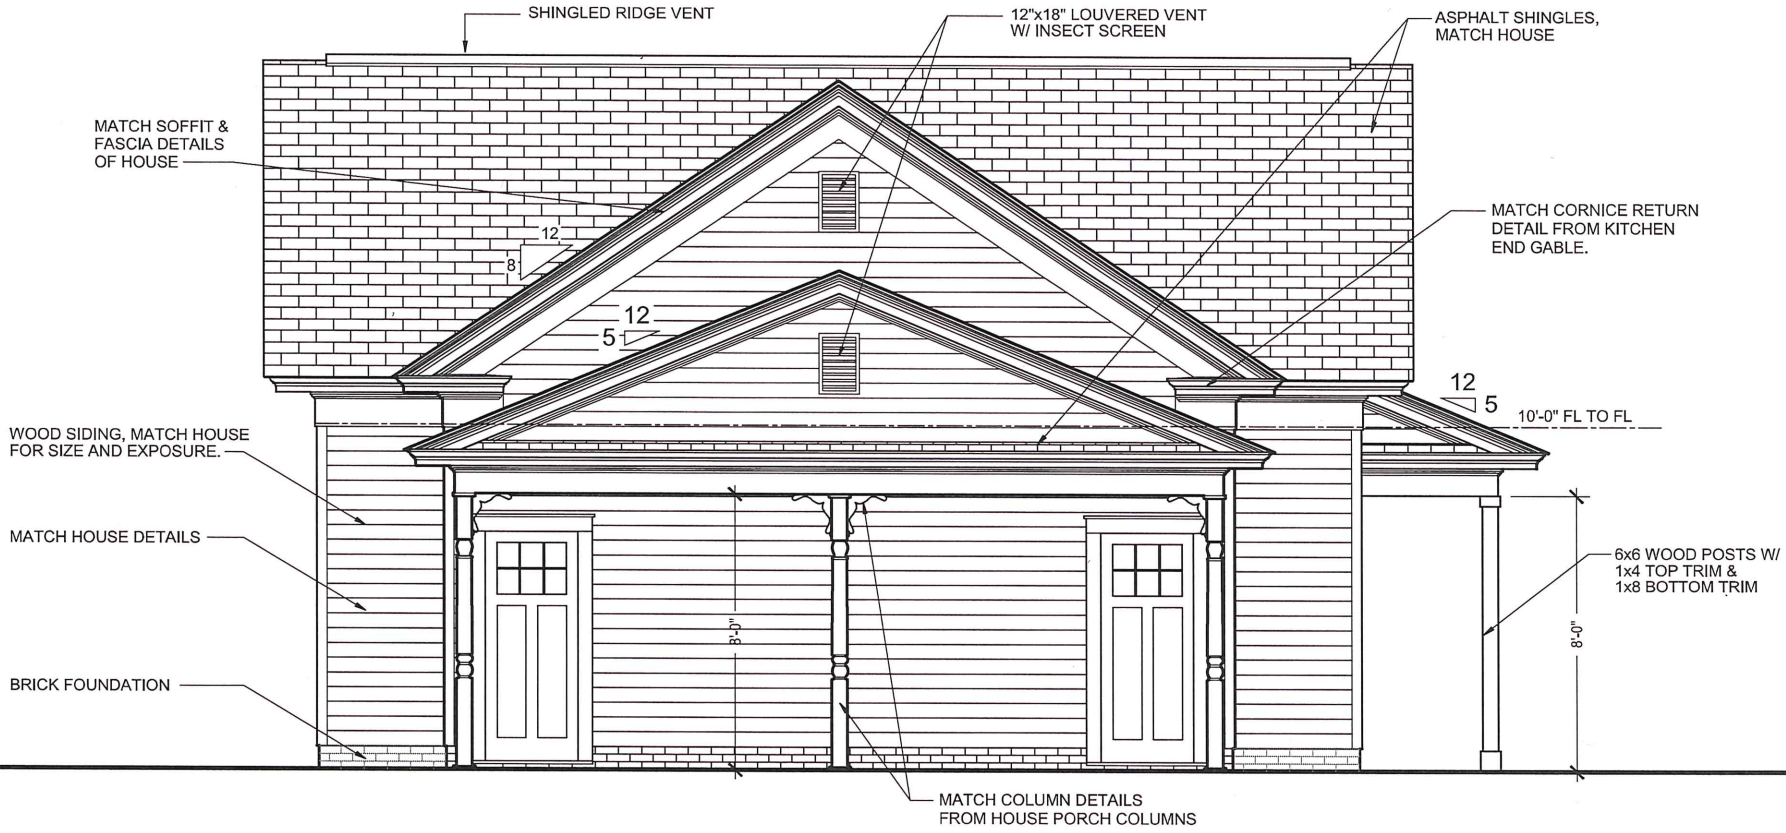 SHINGLED RIDGE VENT
12"x18" LOUVERED VENT
W/ INSECT SCREEN
ASPHALT SHINGLES,
MATCH HOUSE
MATCH SOFFIT &
FASCIA DETAILS
OF HOUSE
MATCH CORNICE RETURN
DETAIL FROM KITCHEN
END GABLE.
12
8
12
5
12
5
10'-0" FL TO FL
WOOD SIDING, MATCH HOUSE
FOR SIZE AND EXPOSURE.
MATCH HOUSE DETAILS
6x6 WOOD POSTS W/
1x4 TOP TRIM &
1x8 BOTTOM TRIM
8'-0"
8'-0"
BRICK FOUNDATION
MATCH COLUMN DETAILS
FROM HOUSE PORCH COLUMNS